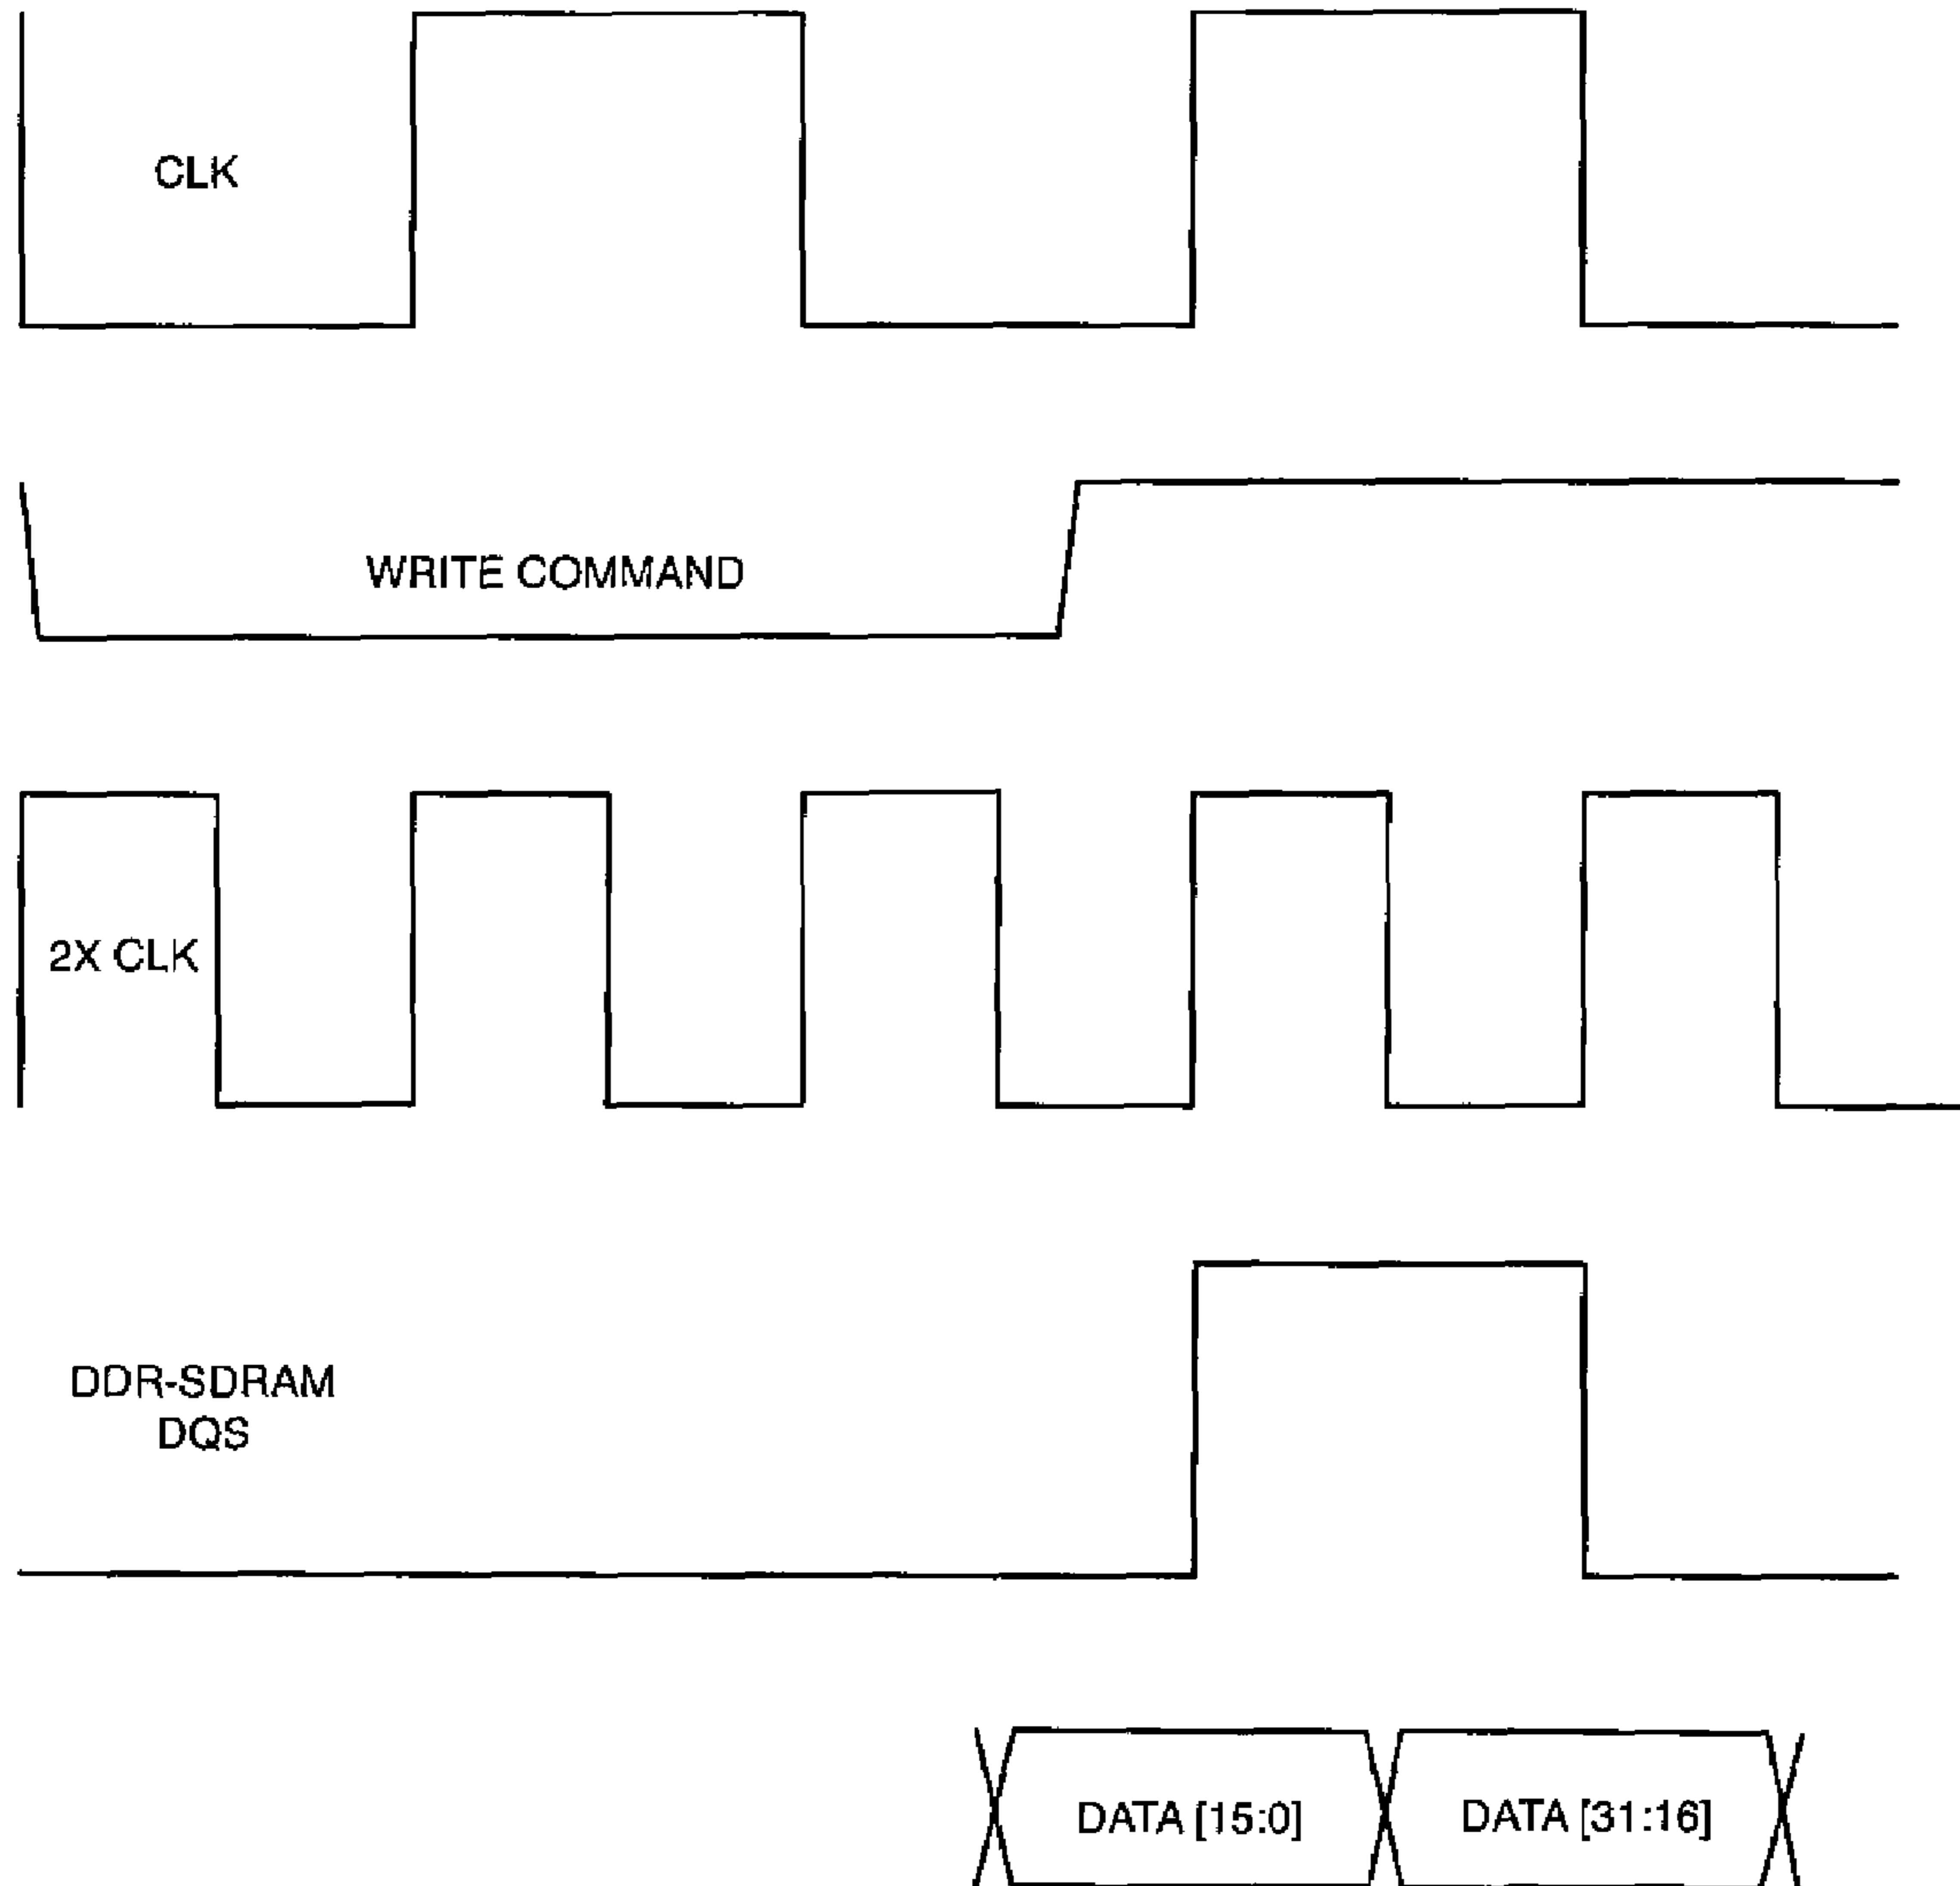 CLK
WRITE COMMAND
2X CLK
DDR-SDRAM
DQS
DATA [15:0]
DATA [31:16]